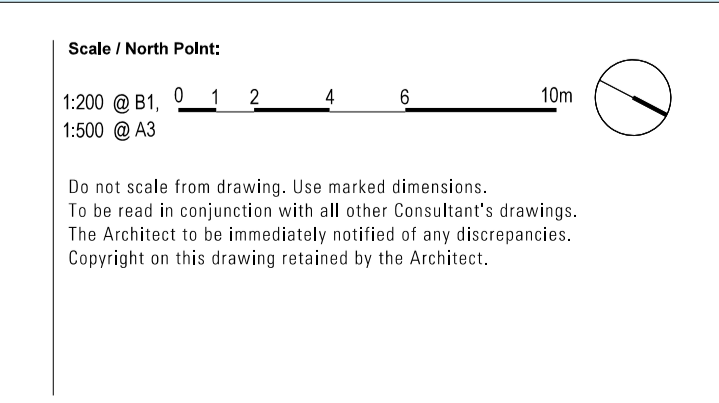 Scale / North Point:
0 1 2 4 6 10m
1:200 @ B1,
1:500 @ A3
Do not scale from drawing. Use marked dimensions.
To be read in conjunction with all other Consultant's drawings.
The Architect to be immediately notified of any discrepancies.
Copyright on this drawing retained by the Architect.